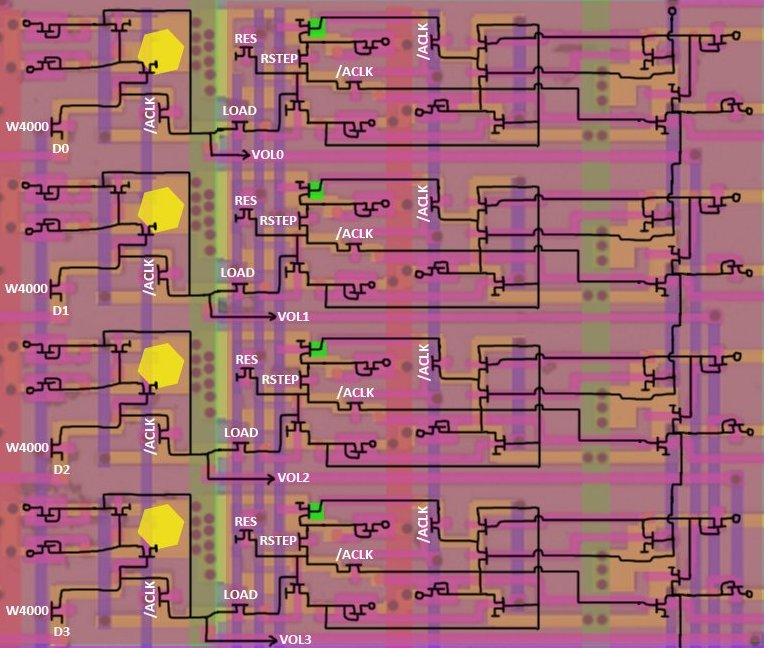 RES
RSTEP
/ACLK
/ACLK
LOAD
/ACLK
W4000
D0
VOL0
RES
RSTEP
/ACLK
/ACLK
LOAD
/ACLK
W4000
D1
VOL1
RES
RSTEP
/ACLK
/ACLK
LOAD
/ACLK
W4000
D2
VOL2
RES
RSTEP
/ACLK
/ACLK
LOAD
/ACLK
W4000
D3
VOL3